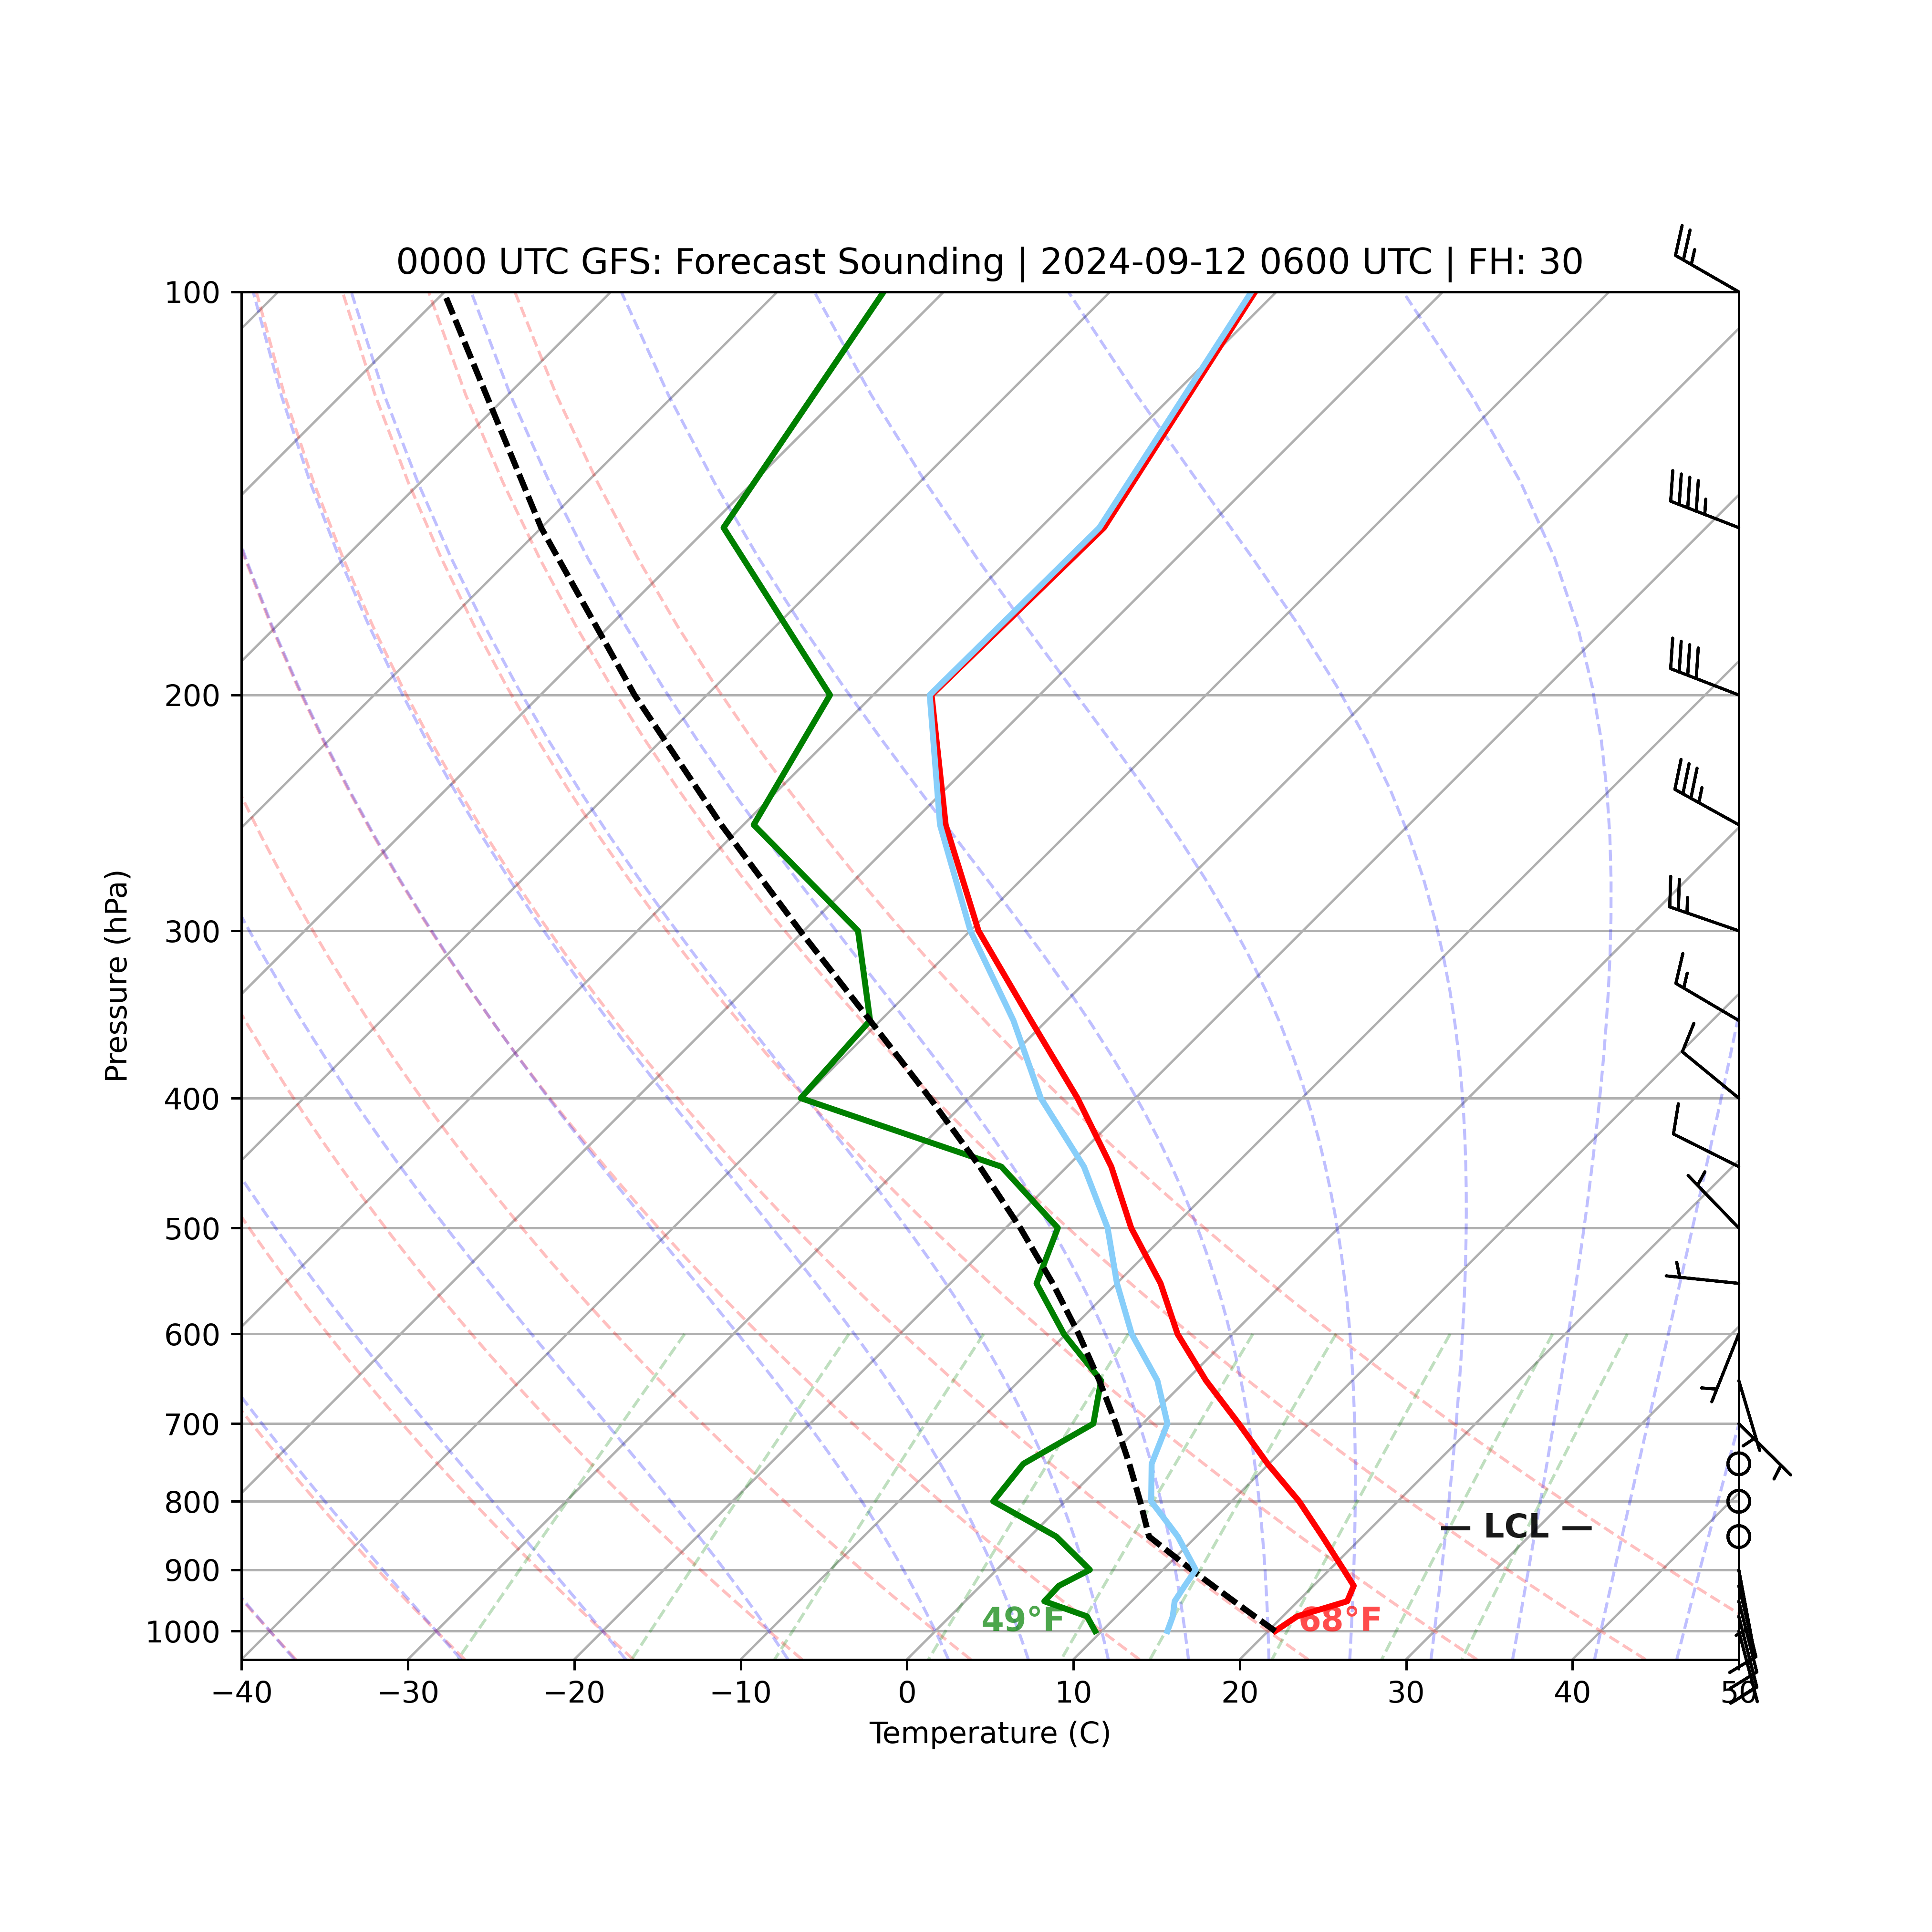 0000 UTC GFS: Forecast Sounding | 2024-09-12 0600 UTC | FH: 30
100
200
300
400
500
600
700
800
900
1000
Pressure (hPa)
— LCL —
49°F
68°F
−40 −30 −20 −10 0 10 20 30 40 50
Temperature (C)